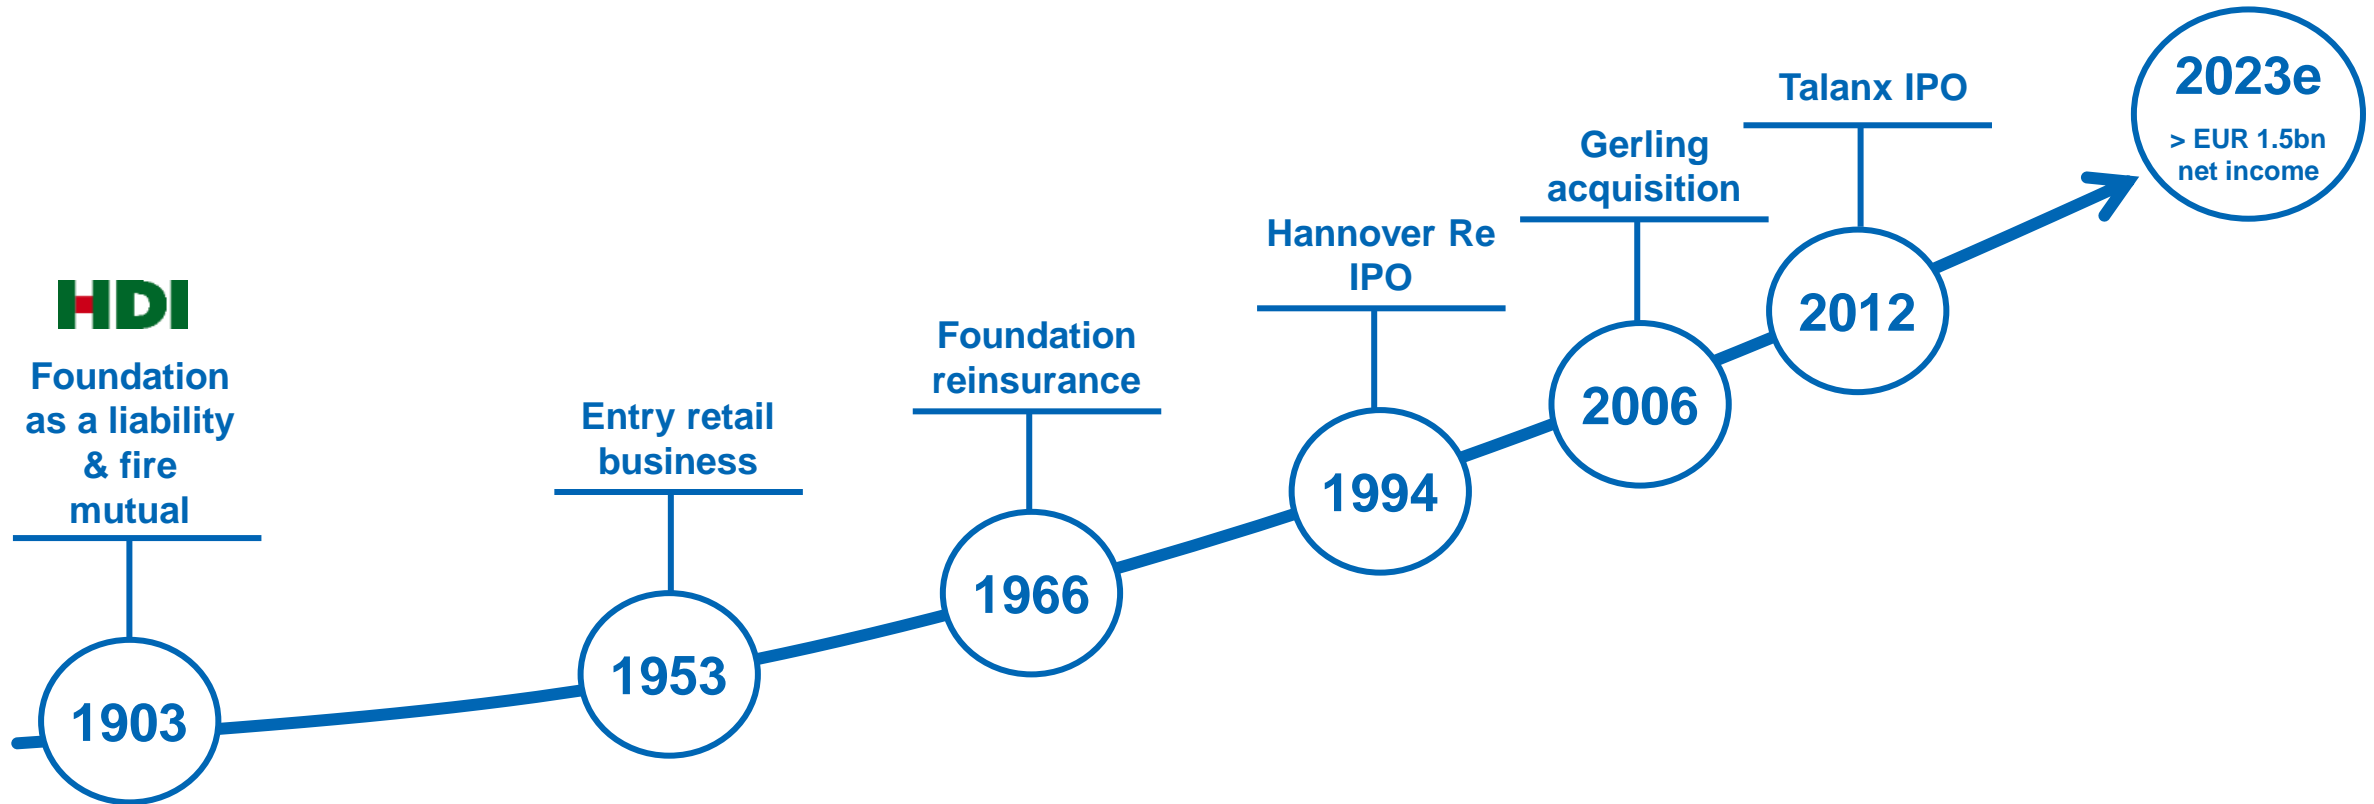 HDI
Foundation
as a liability
& fire
mutual
1903
Entry retail
business
1953
Foundation
reinsurance
1966
Hannover Re
IPO
1994
Gerling
acquisition
2006
Talanx IPO
2012
2023e
> EUR 1.5bn
net income